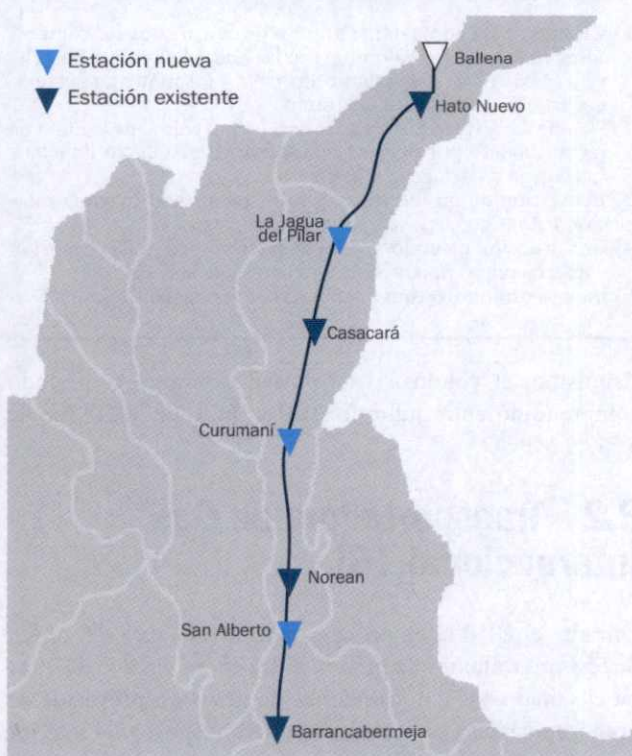 Estación nueva
Estación existente
Ballena
Hato Nuevo
La Jagua
del Pilar
Casacará
Curumaní
Norean
San Alberto
Barrancabermeja